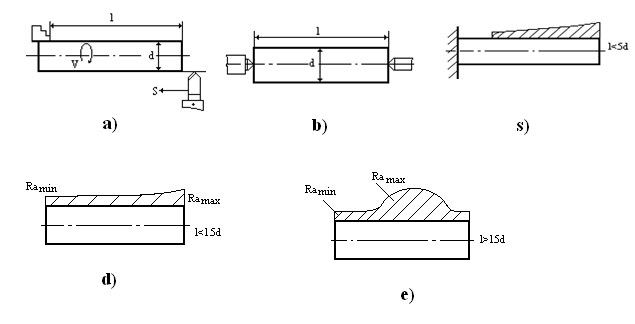 l
d
V
S
a)
l
d
b)
l<5d
s)
Ra min
Ra max
l<15d
d)
Ra min
Ra max
l>15d
e)